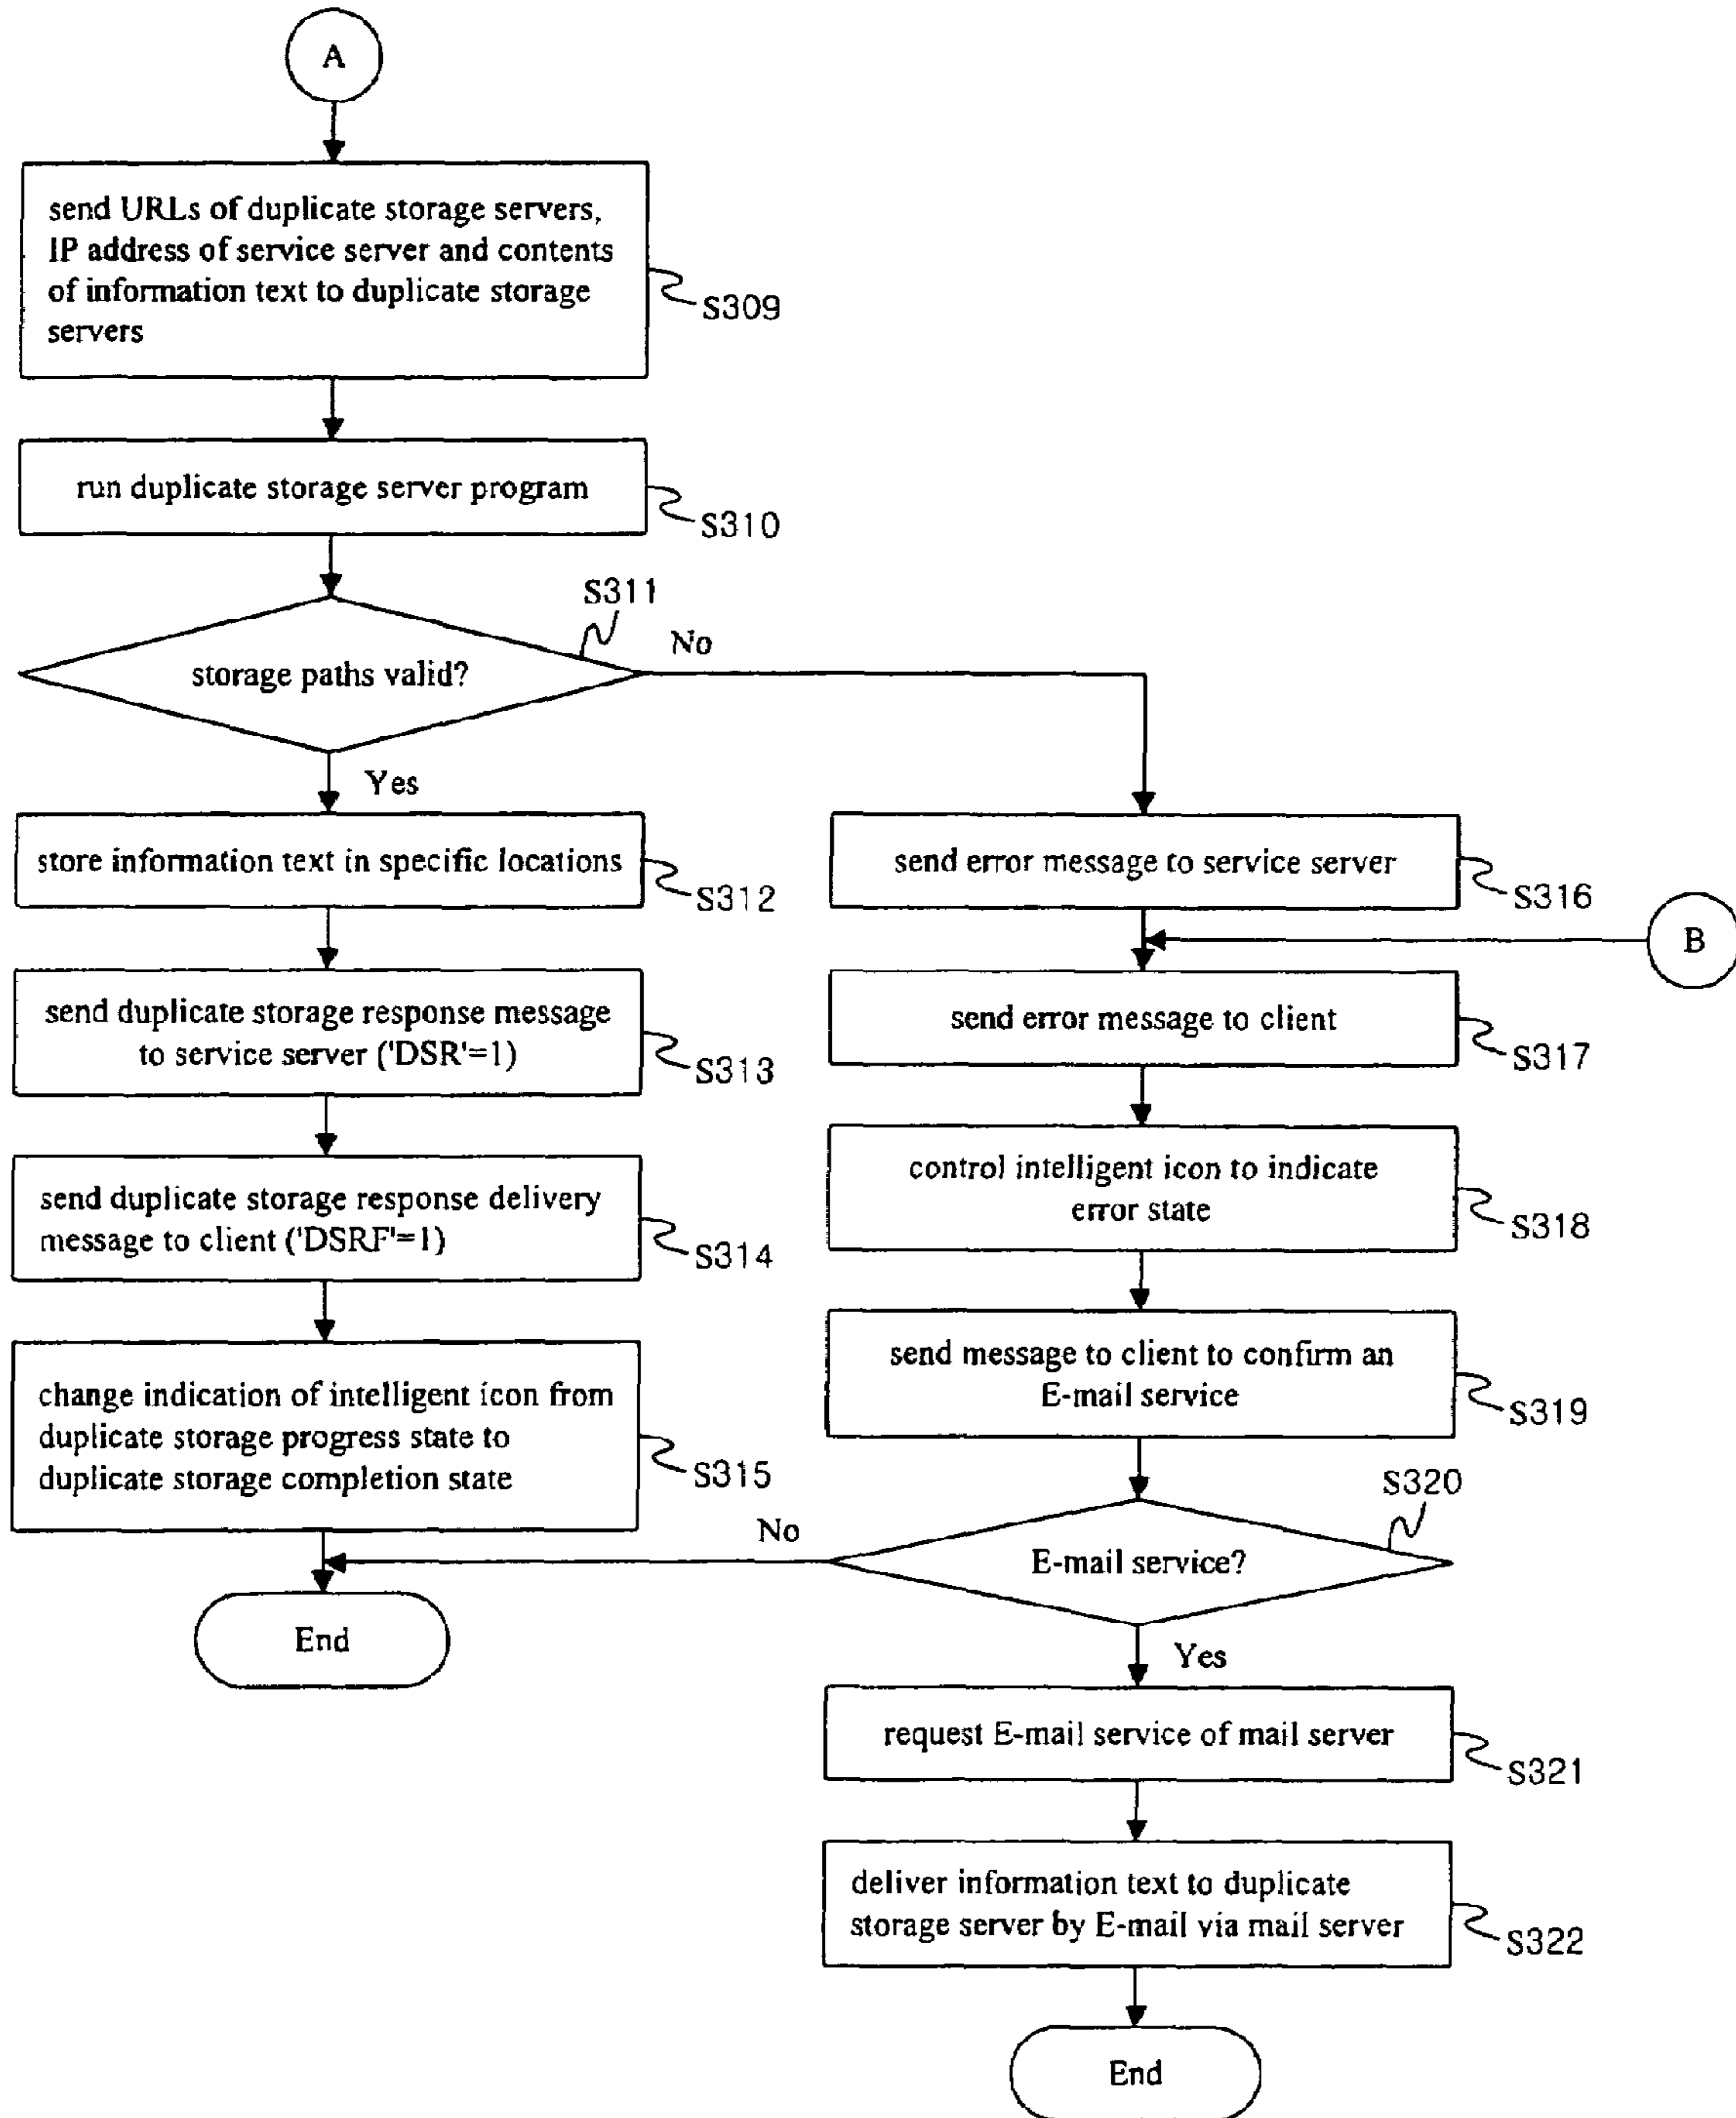 A
send URLs of duplicate storage servers,
IP address of service server and contents
of information text to duplicate storage
servers
S309
run duplicate storage server program
S310
S311
storage paths valid?
No
Yes
store information text in specific locations
S312
send duplicate storage response message
to service server ('DSR'=1)
S313
send duplicate storage response delivery
message to client ('DSRF'=1)
S314
change indication of intelligent icon from
duplicate storage progress state to
duplicate storage completion state
S315
End
send error message to service server
S316
B
send error message to client
S317
control intelligent icon to indicate
error state
S318
send message to client to confirm an
E-mail service
S319
S320
E-mail service?
No
Yes
request E-mail service of mail server
S321
deliver information text to duplicate
storage server by E-mail via mail server
S322
End